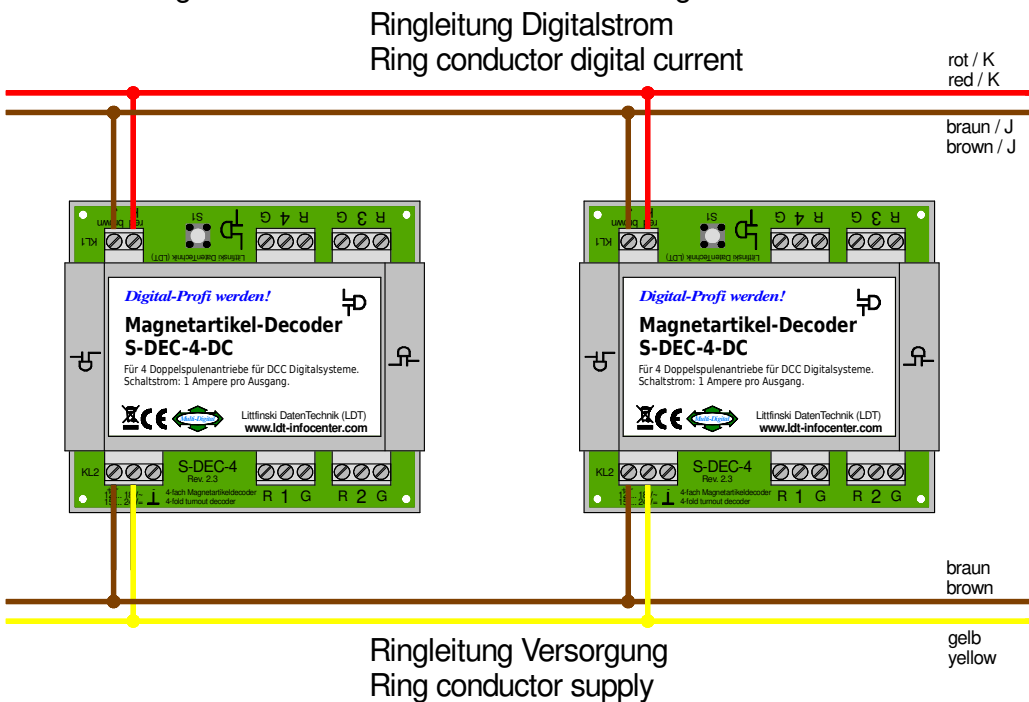 Ringleitung Digitalstrom
Ring conductor digital current
rot / K
red / K
braun / J
brown / J
KL1
S1
G 4 R
G 3 R
Littfinski DatenTechnik (LDT)
Digital-Profi werden!
Magnetartikel-Decoder
S-DEC-4-DC
Für 4 Doppelspulenantriebe für DCC Digitalsysteme.
Schaltstrom: 1 Ampere pro Ausgang.
Multi-Digital
Littfinski DatenTechnik (LDT)
www.ldt-infocenter.com
KL2
S-DEC-4
Rev. 2.3
4-fach Magnetartikeldecoder
4-fold turnout decoder
R 1 G
R 2 G
KL1
S1
G 4 R
G 3 R
Littfinski DatenTechnik (LDT)
Digital-Profi werden!
Magnetartikel-Decoder
S-DEC-4-DC
Für 4 Doppelspulenantriebe für DCC Digitalsysteme.
Schaltstrom: 1 Ampere pro Ausgang.
Multi-Digital
Littfinski DatenTechnik (LDT)
www.ldt-infocenter.com
KL2
S-DEC-4
Rev. 2.3
4-fach Magnetartikeldecoder
4-fold turnout decoder
R 1 G
R 2 G
braun
brown
gelb
yellow
Ringleitung Versorgung
Ring conductor supply